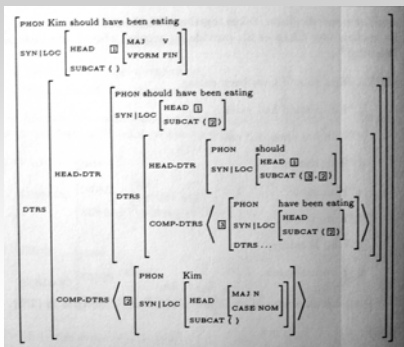 PHON Kim should have been eating
SYN|LOC HEAD 1 MAJ V
VFORM FIN
SUBCAT ( )
PHON should have been eating
SYN|LOC HEAD 1
SUBCAT ( 2 )
HEAD-DTR
DTRS
HEAD-DTR
PHON should
SYN|LOC HEAD 1
SUBCAT ( 3 , 2 )
DTRS
COMP-DTRS 3
PHON have been eating
SYN|LOC HEAD
SUBCAT ( 2 )
DTRS ...
COMP-DTRS 2
PHON Kim
SYN|LOC HEAD MAJ N
CASE NOM
SUBCAT ( )